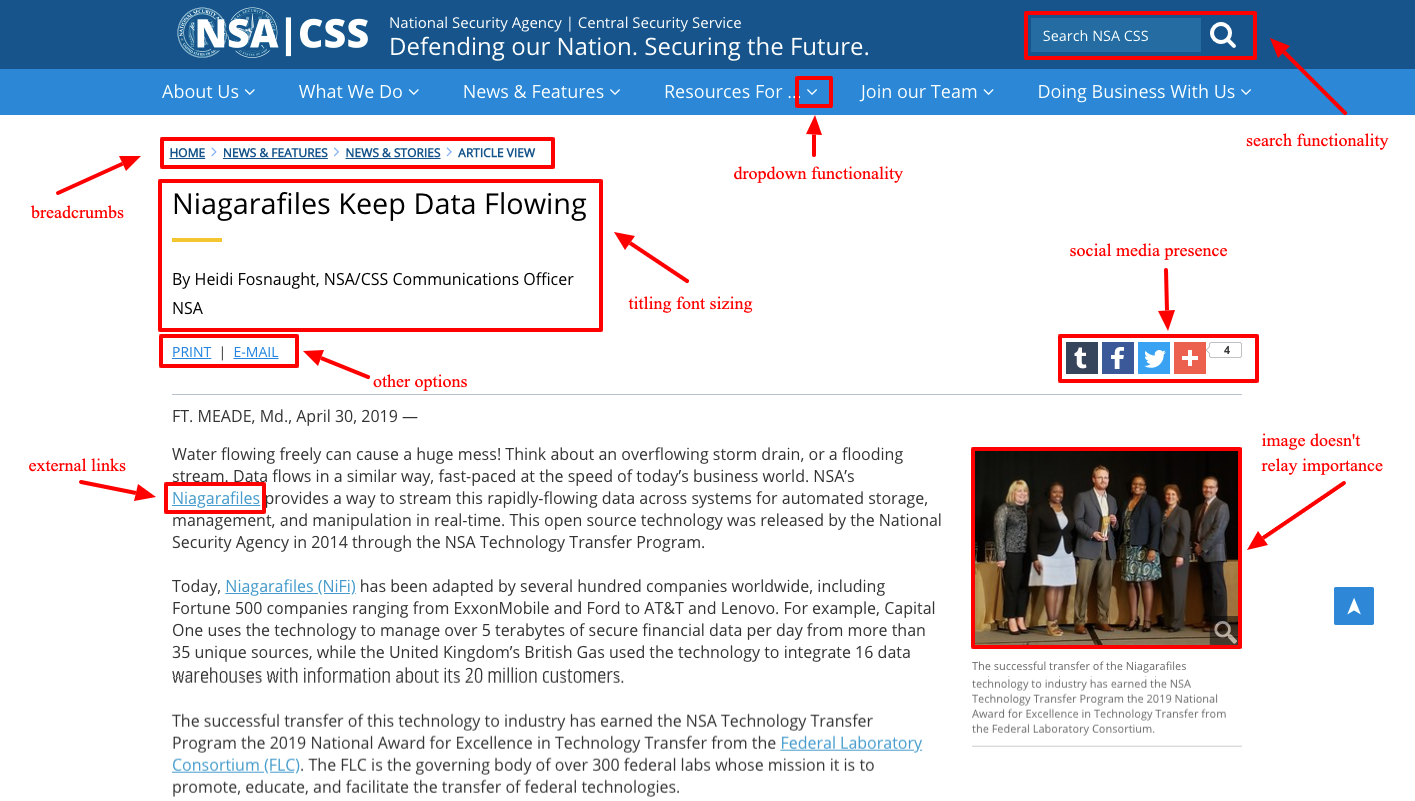 NSA|CSS
National Security Agency | Central Security Service
Defending our Nation. Securing the Future.
Search NSA CSS
About Us
What We Do
News & Features
Resources For ...
Join our Team
Doing Business With Us
search functionality
dropdown functionality
HOME > NEWS & FEATURES > NEWS & STORIES > ARTICLE VIEW
breadcrumbs
Niagarafiles Keep Data Flowing
By Heidi Fosnaught, NSA/CSS Communications Officer
NSA
titling font sizing
social media presence
PRINT | E-MAIL
other options
t f + 4
FT. MEADE, Md., April 30, 2019 —
Water flowing freely can cause a huge mess! Think about an overflowing storm drain, or a flooding
stream. Data flows in a similar way, fast-paced at the speed of today's business world. NSA's
Niagarafiles provides a way to stream this rapidly-flowing data across systems for automated storage,
management, and manipulation in real-time. This open source technology was released by the National
Security Agency in 2014 through the NSA Technology Transfer Program.
external links
image doesn't
relay importance
Today, Niagarafiles (NiFi) has been adapted by several hundred companies worldwide, including
Fortune 500 companies ranging from ExxonMobile and Ford to AT&T and Lenovo. For example, Capital
One uses the technology to manage over 5 terabytes of secure financial data per day from more than
35 unique sources, while the United Kingdom's British Gas used the technology to integrate 16 data
warehouses with information about its 20 million customers.
The successful transfer of the Niagarafiles
technology to industry has earned the NSA
Technology Transfer Program the 2019 National
Award for Excellence in Technology Transfer from
the Federal Laboratory Consortium.
The successful transfer of this technology to industry has earned the NSA Technology Transfer
Program the 2019 National Award for Excellence in Technology Transfer from the Federal Laboratory
Consortium (FLC). The FLC is the governing body of over 300 federal labs whose mission it is to
promote, educate, and facilitate the transfer of federal technologies.